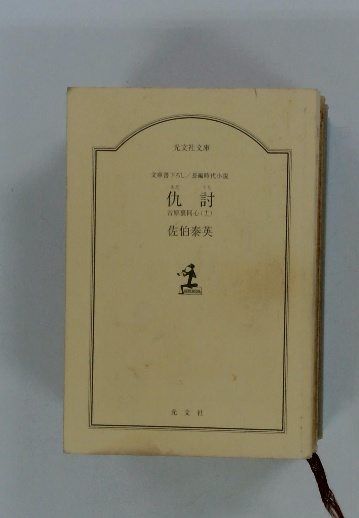 光文社文庫
文庫書下ろし／長編時代小説
あだ うち
仇討
吉原裏同心（土）
佐伯泰英
光文社